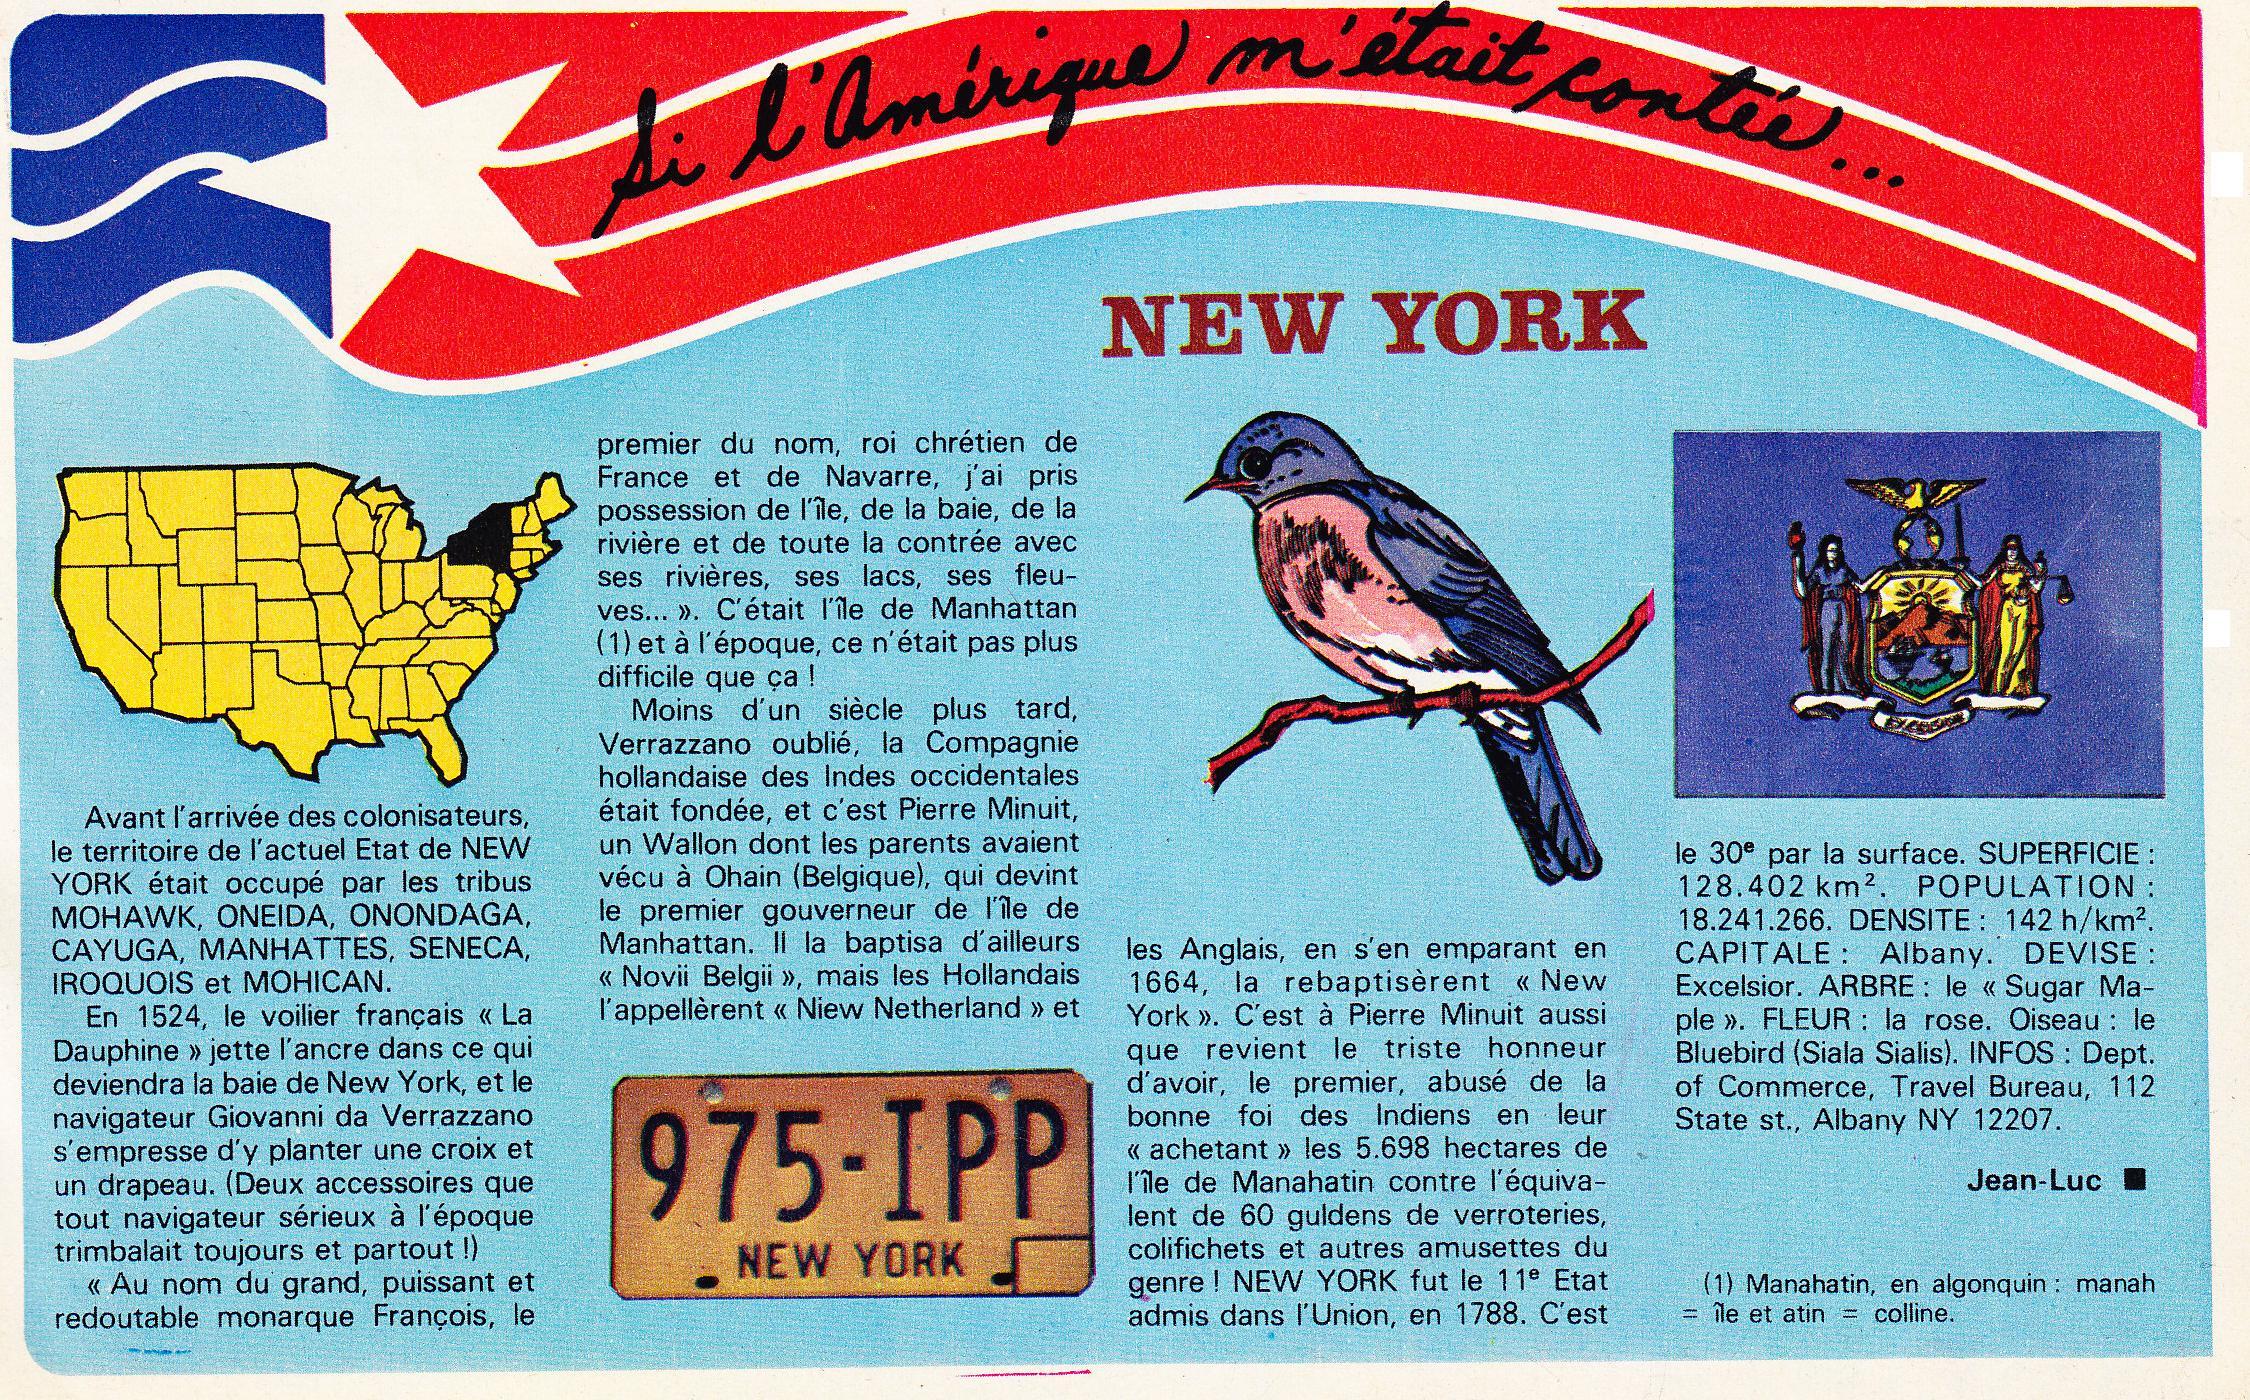 Si l'Amérique m'était contée...
NEW YORK
Avant l'arrivée des colonisateurs,
le territoire de l'actuel Etat de NEW
YORK était occupé par les tribus
MOHAWK, ONEIDA, ONONDAGA,
CAYUGA, MANHATTES, SENECA,
IROQUOIS et MOHICAN.
En 1524, le voilier français « La
Dauphine » jette l'ancre dans ce qui
deviendra la baie de New York, et le
navigateur Giovanni da Verrazzano
s'empresse d'y planter une croix et
un drapeau. (Deux accessoires que
tout navigateur sérieux à l'époque
trimbalait toujours et partout !)
« Au nom du grand, puissant et
redoutable monarque François, le
premier du nom, roi chrétien de
France et de Navarre, j'ai pris
possession de l'île, de la baie, de la
rivière et de toute la contrée avec
ses rivières, ses lacs, ses fleu-
ves... ». C'était l'île de Manhattan
(1) et à l'époque, ce n'était pas plus
difficile que ça !
Moins d'un siècle plus tard,
Verrazzano oublié, la Compagnie
hollandaise des Indes occidentales
était fondée, et c'est Pierre Minuit,
un Wallon dont les parents avaient
vécu à Ohain (Belgique), qui devint
le premier gouverneur de l'île de
Manhattan. Il la baptisa d'ailleurs
« Novii Belgii », mais les Hollandais
l'appellèrent « Niew Netherland » et
975-IPP
NEW YORK
les Anglais, en s'en emparant en
1664, la rebaptisèrent « New
York ». C'est à Pierre Minuit aussi
que revient le triste honneur
d'avoir, le premier, abusé de la
bonne foi des Indiens en leur
« achetant » les 5.698 hectares de
l'île de Manahatin contre l'équiva-
lent de 60 guldens de verroteries,
colifichets et autres amusettes du
genre ! NEW YORK fut le 11e Etat
admis dans l'Union, en 1788. C'est
EXCELSIOR
le 30e par la surface. SUPERFICIE :
128.402 km². POPULATION :
18.241.266. DENSITE : 142 h/km².
CAPITALE : Albany. DEVISE :
Excelsior. ARBRE : le « Sugar Ma-
ple ». FLEUR : la rose. Oiseau : le
Bluebird (Siala Sialis). INFOS : Dept.
of Commerce, Travel Bureau, 112
State st., Albany NY 12207.
Jean-Luc ■
(1) Manahatin, en algonquin : manah
= île et atin = colline.